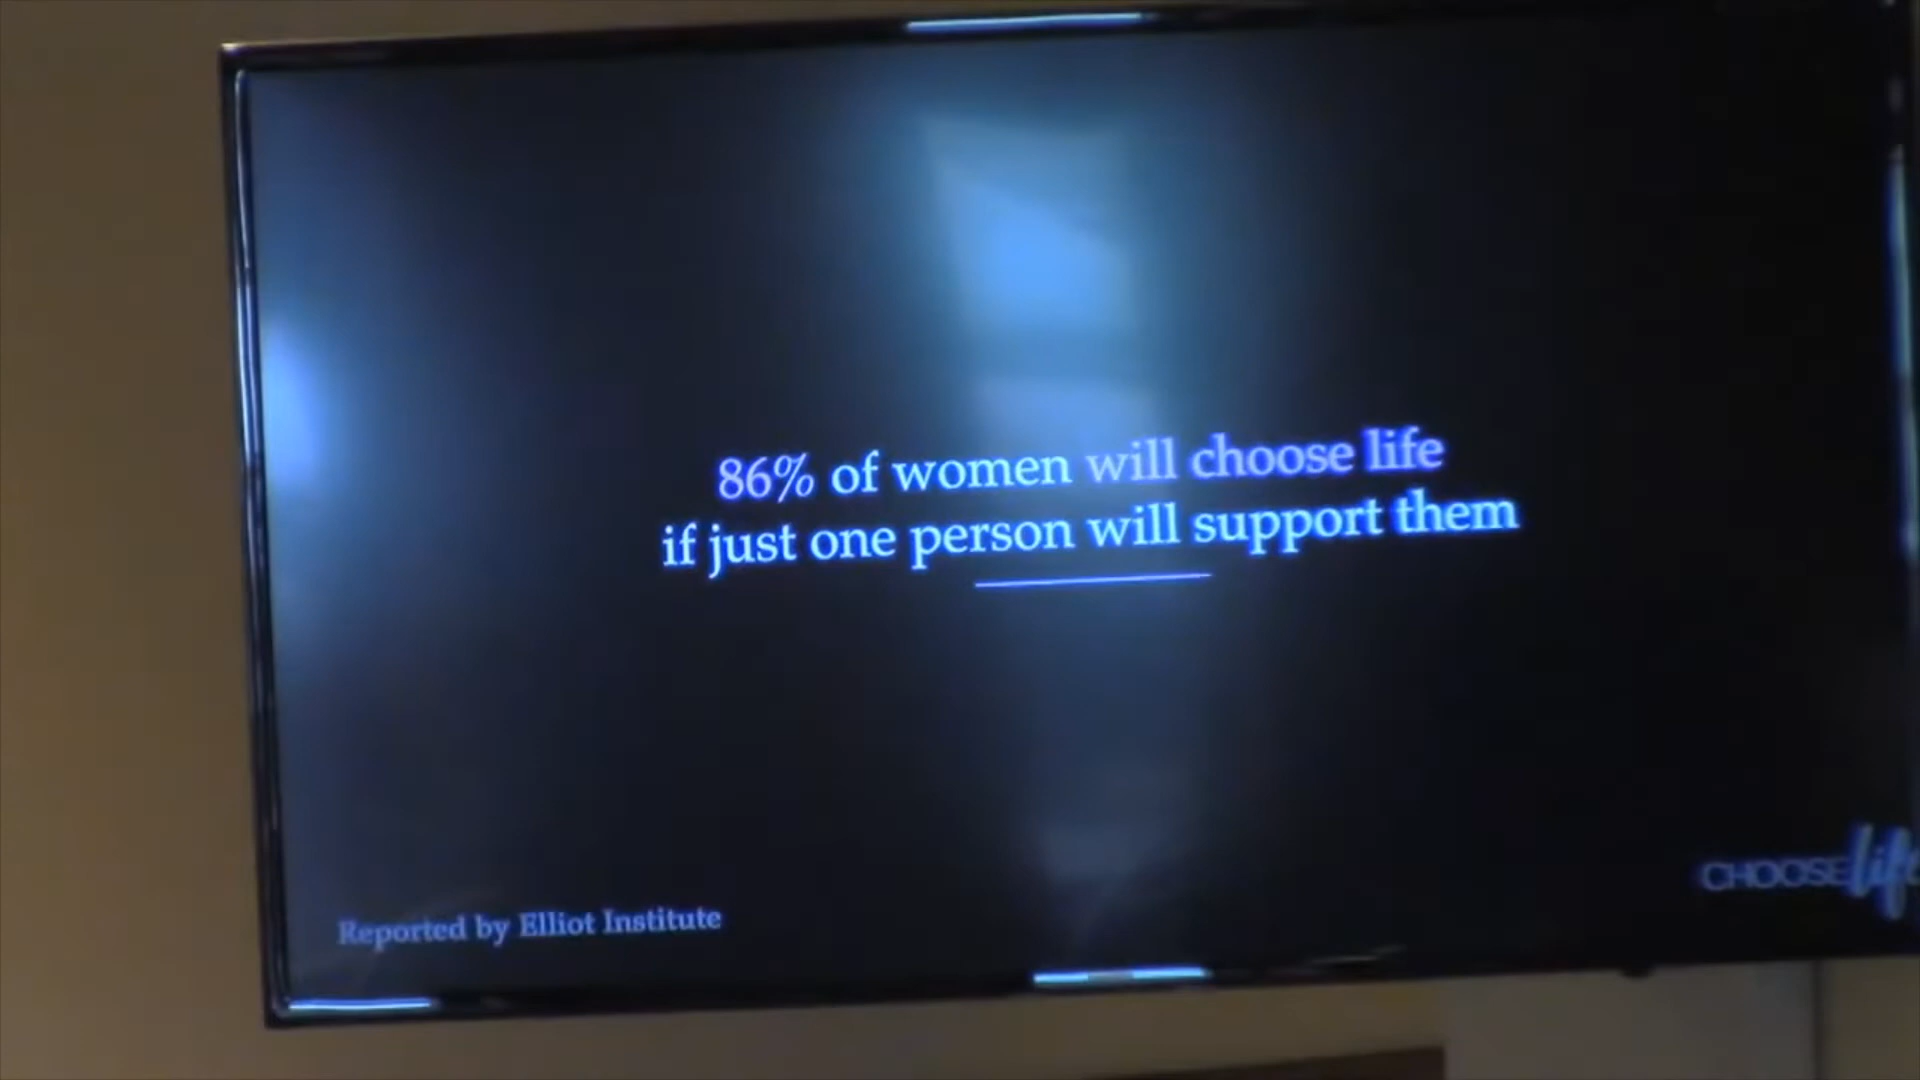 86% of women will choose life
if just one person will support them
Reported by Elliot Institute
CHOOSE life